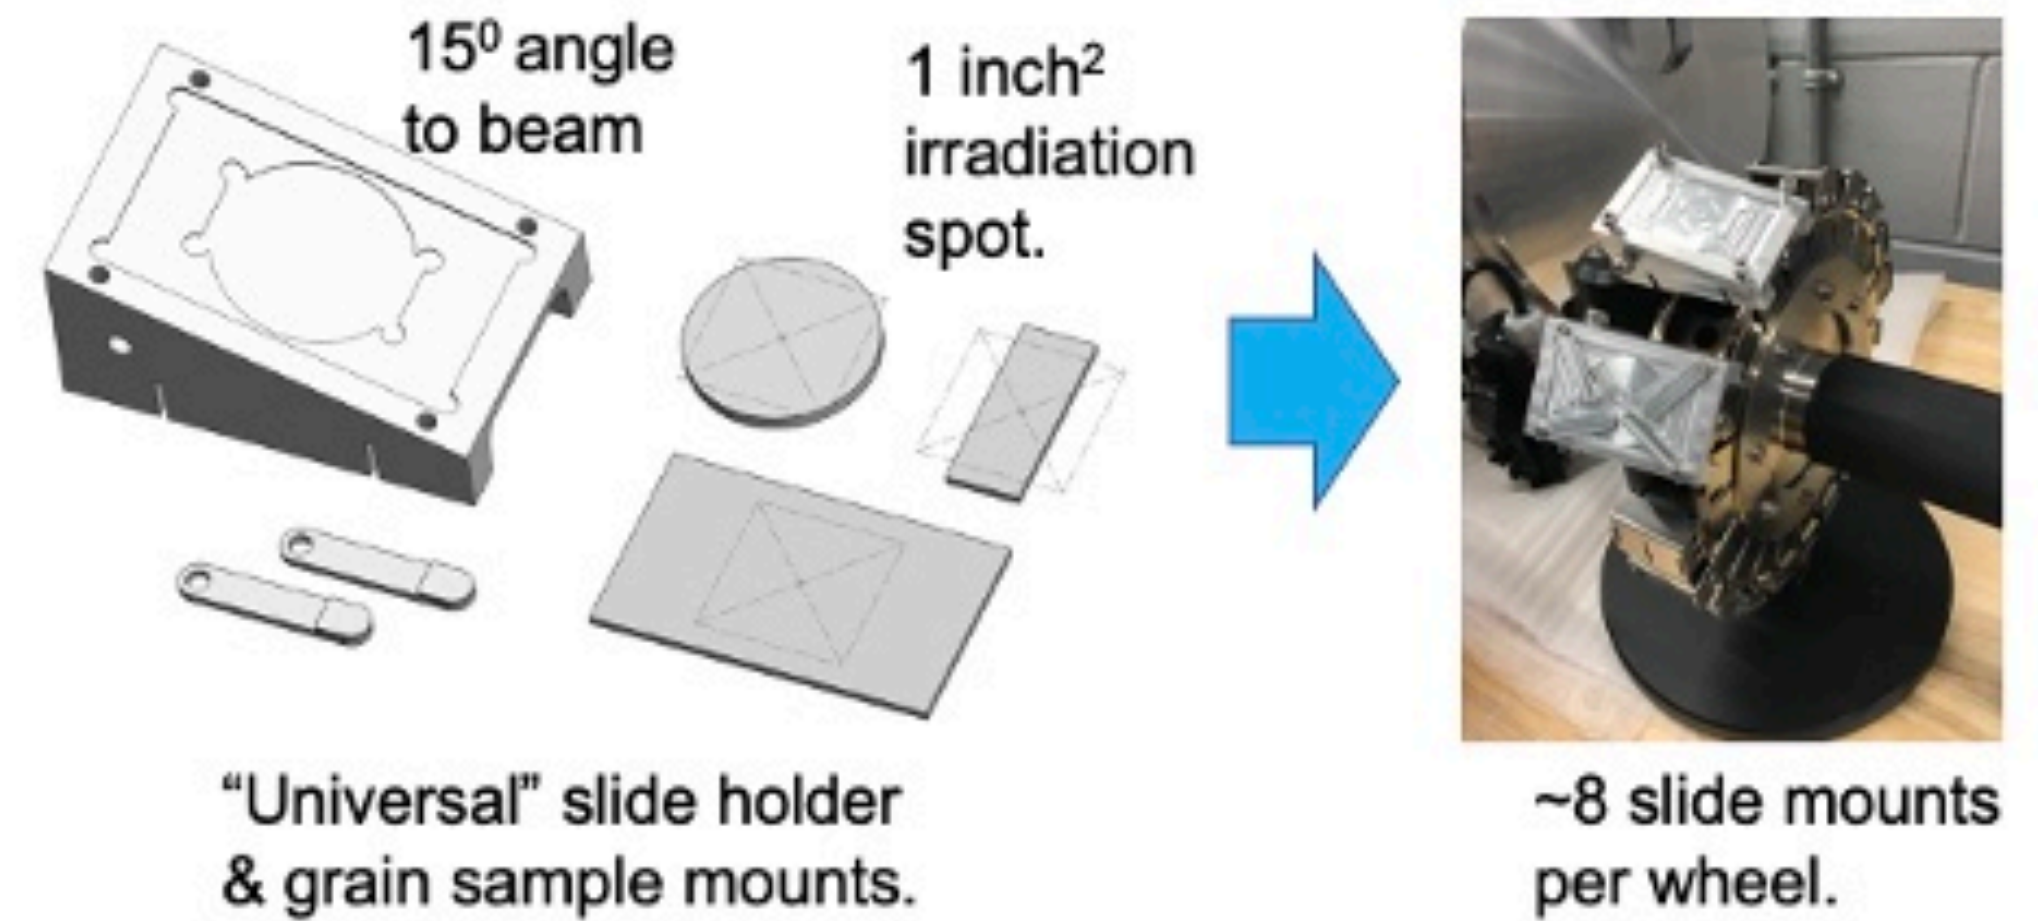 15⁰ angle
to beam
1 inch²
irradiation
spot.
“Universal” slide holder
& grain sample mounts.
~8 slide mounts
per wheel.